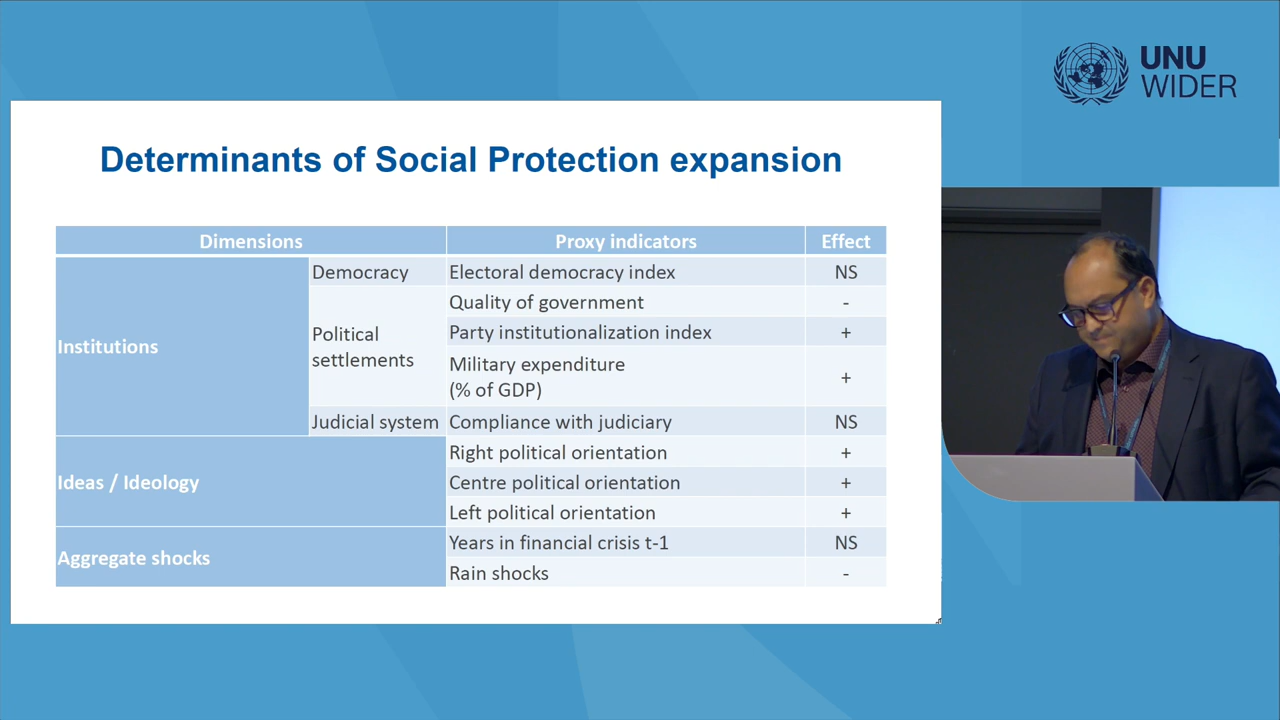 UNU
WIDER
Determinants of Social Protection expansion
Dimensions Proxy indicators Effect
Institutions
Democracy Electoral democracy index NS
Political
settlements
Quality of government -
Party institutionalization index +
Military expenditure
(% of GDP) +
Judicial system Compliance with judiciary NS
Ideas / Ideology
Right political orientation +
Centre political orientation +
Left political orientation +
Aggregate shocks
Years in financial crisis t-1 NS
Rain shocks -